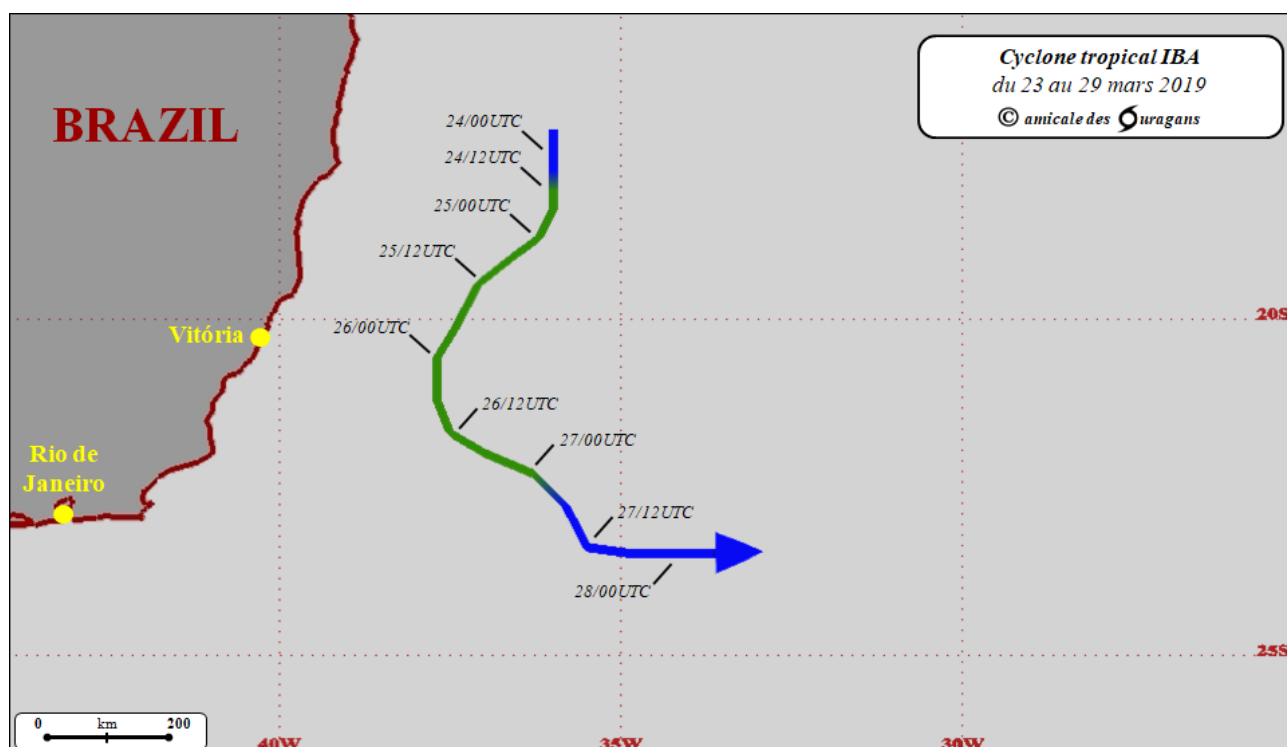 Cyclone tropical IBA
du 23 au 29 mars 2019
© amicale des Ouragans
BRAZIL
24/00UTC
24/12UTC
25/00UTC
25/12UTC
20S
26/00UTC
Vitória
26/12UTC
27/00UTC
Rio de
Janeiro
27/12UTC
28/00UTC
25S
0 km 200
40W
35W
30W